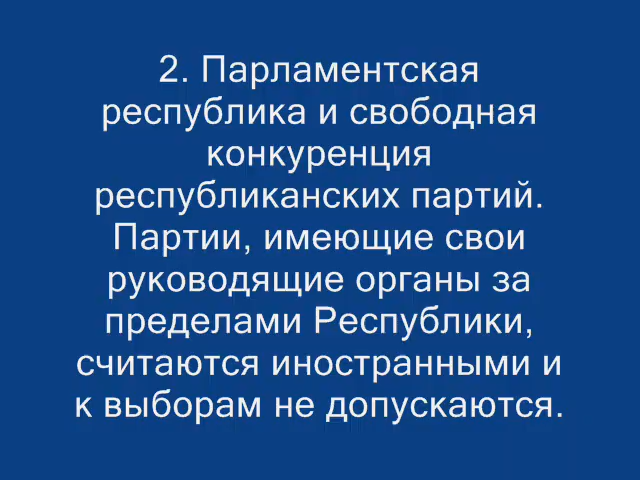 2. Парламентская
республика и свободная
конкуренция
республиканских партий.
Партии, имеющие свои
руководящие органы за
пределами Республики,
считаются иностранными и
к выборам не допускаются.